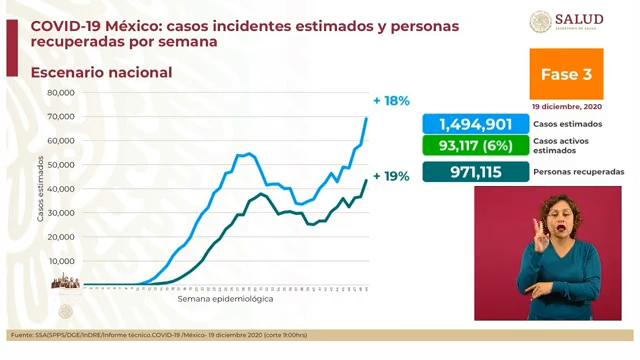 COVID-19 México: casos incidentes estimados y personas
recuperadas por semana
SALUD
SECRETARÍA DE SALUD
Escenario nacional
Fase 3
19 diciembre, 2020
80,000
70,000
60,000
50,000
40,000
30,000
20,000
10,000
Casos estimados
+ 18%
+ 19%
1,494,901 Casos estimados
93,117 (6%) Casos activos
estimados
971,115 Personas recuperadas
Semana epidemiológica
Fuente: SSA(SPPS/DGE/InDRE/Informe técnico.COVID-19 /México- 19 diciembre 2020 (corte 9:00hrs)